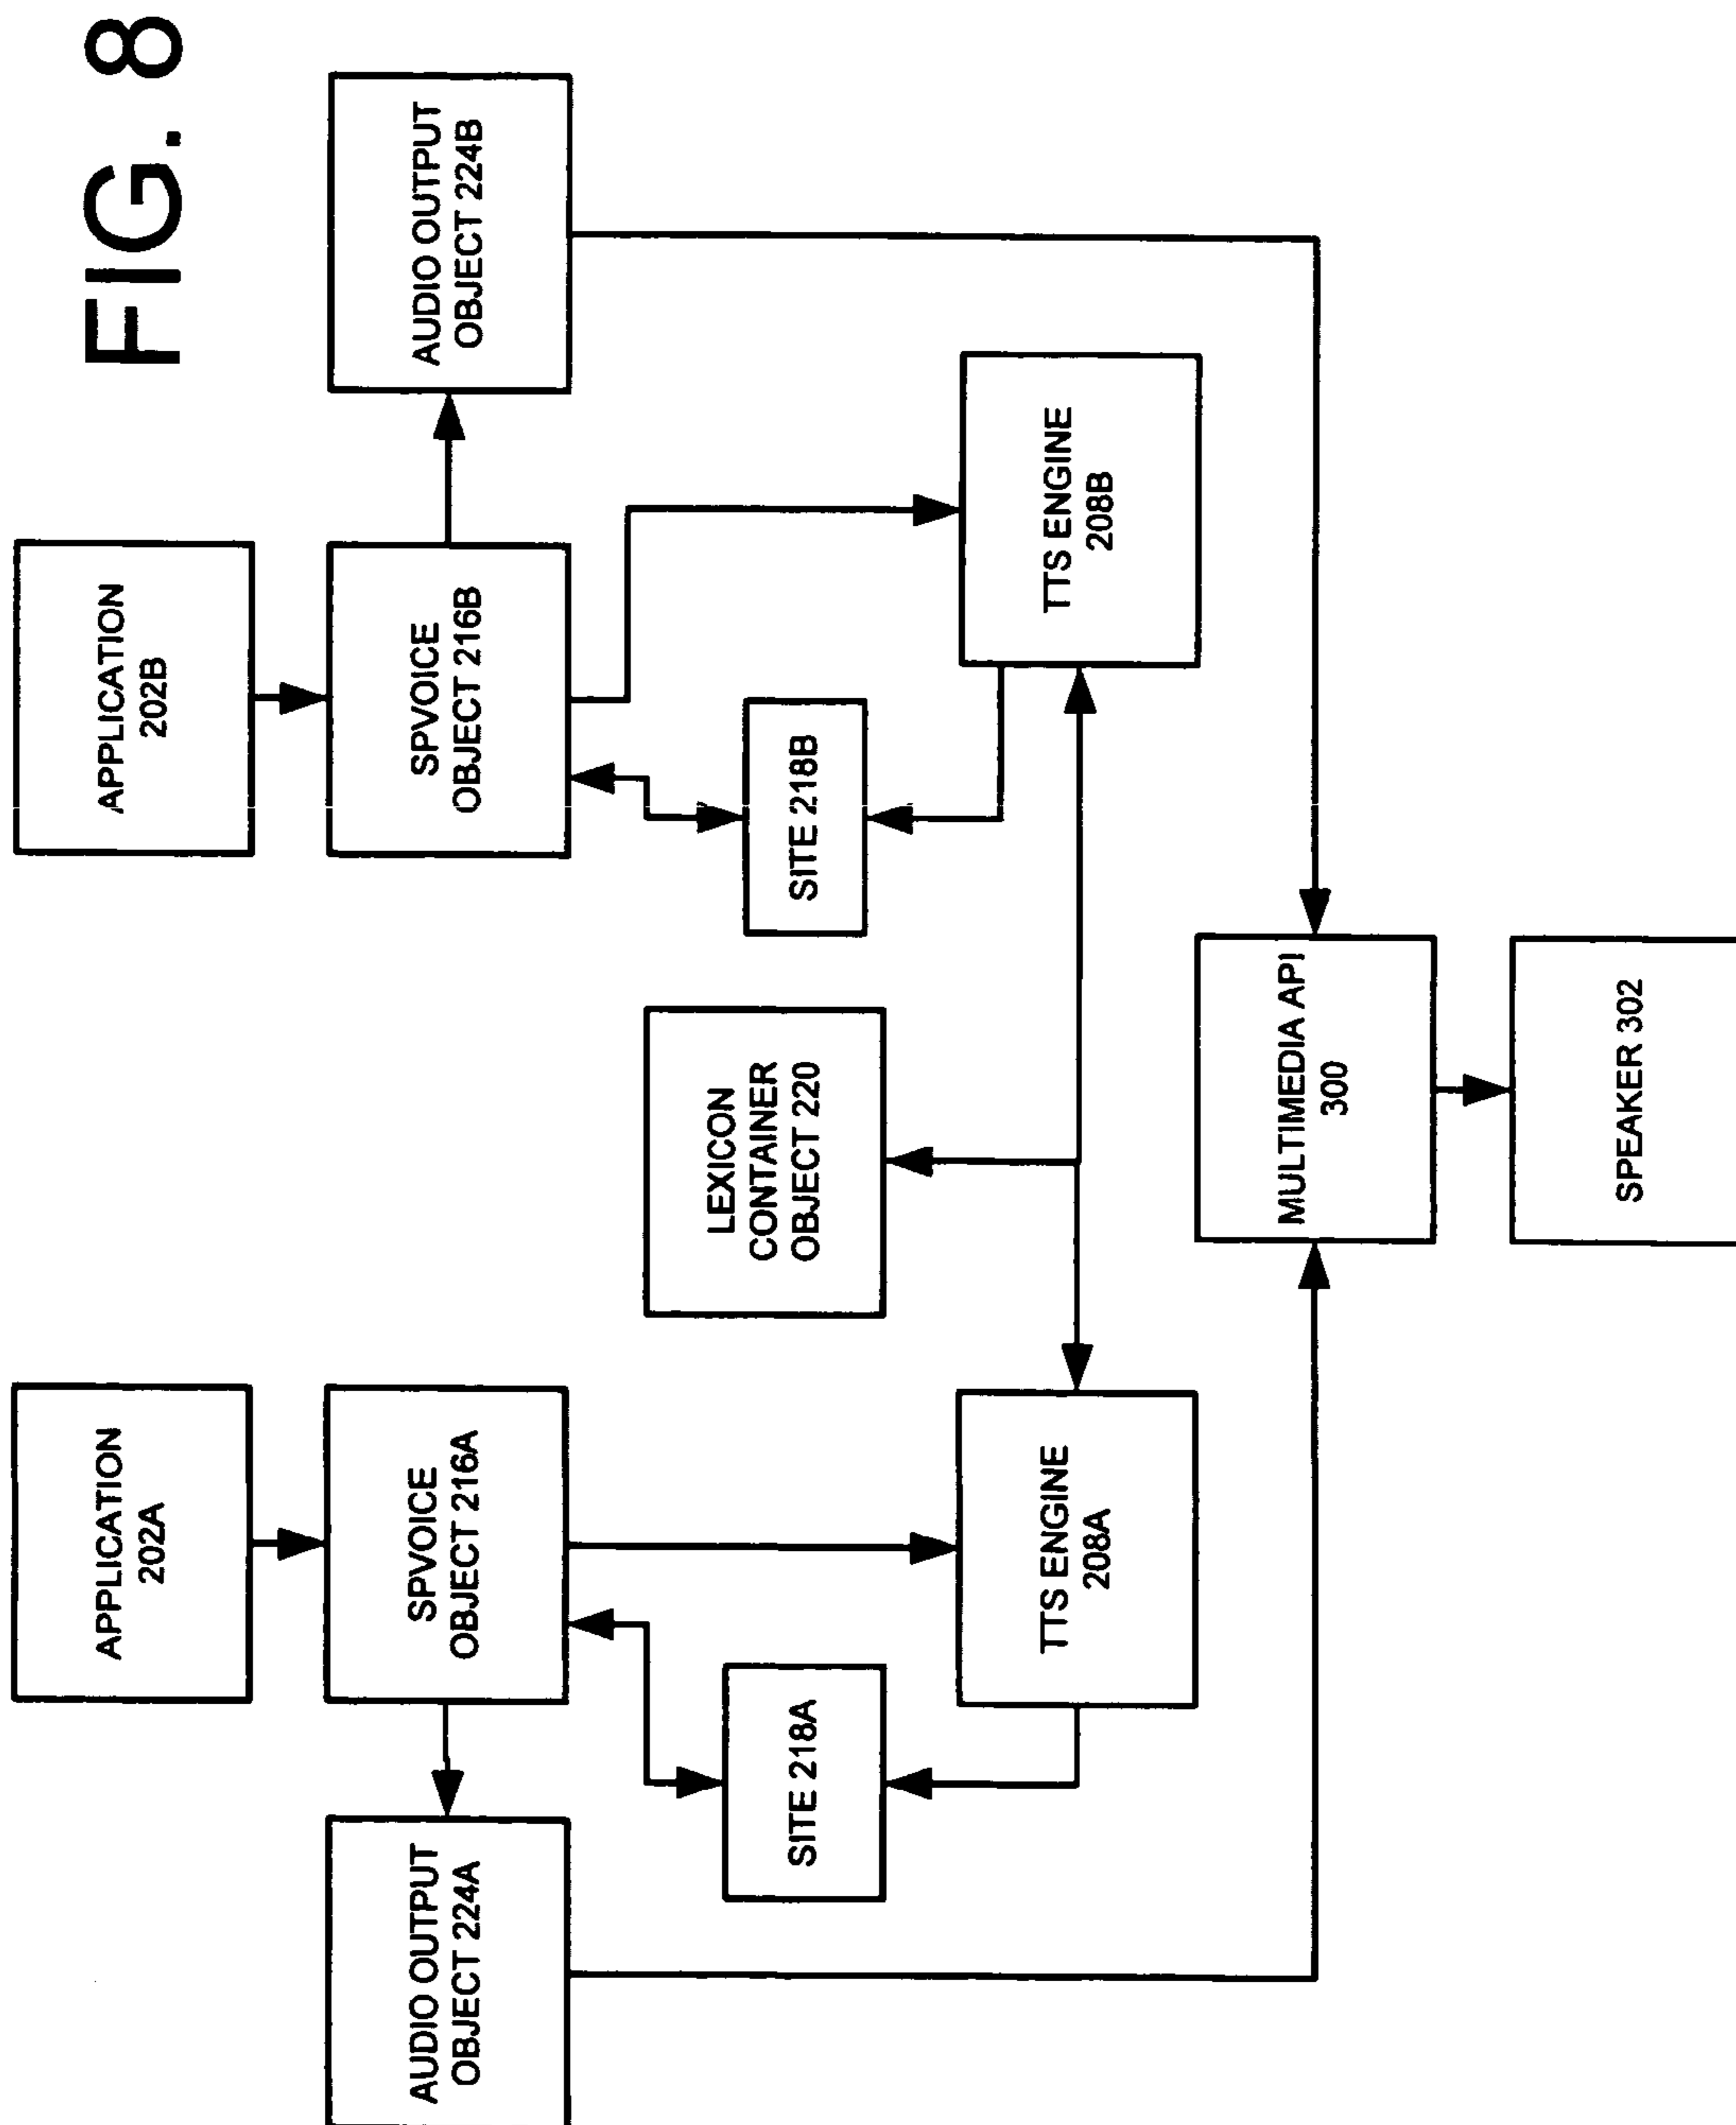 FIG. 8
APPLICATION
202A
APPLICATION
202B
AUDIO OUTPUT
OBJECT 224A
SPVOICE
OBJECT 216A
SPVOICE
OBJECT 216B
AUDIO OUTPUT
OBJECT 224B
SITE 218A
LEXICON
CONTAINER
OBJECT 220
SITE 218B
TTS ENGINE
208A
TTS ENGINE
208B
MULTIMEDIA API
300
SPEAKER 302